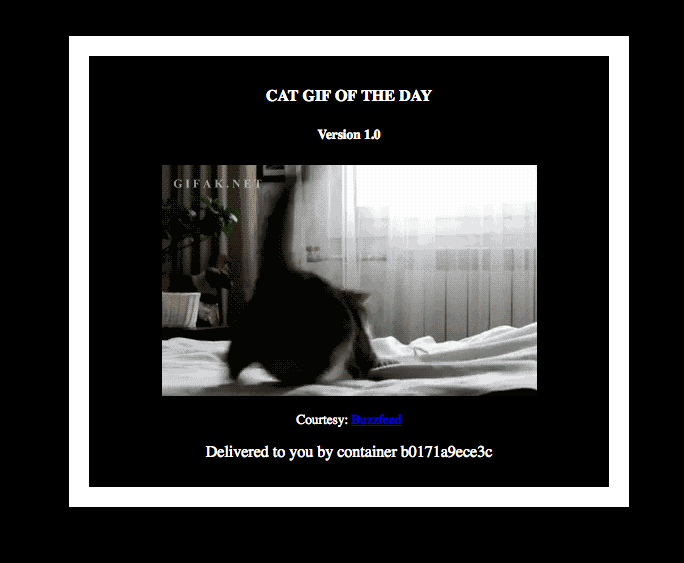 CAT GIF OF THE DAY
Version 1.0
GIFAK.NET
Courtesy: Buzzfeed
Delivered to you by container b0171a9ece3c